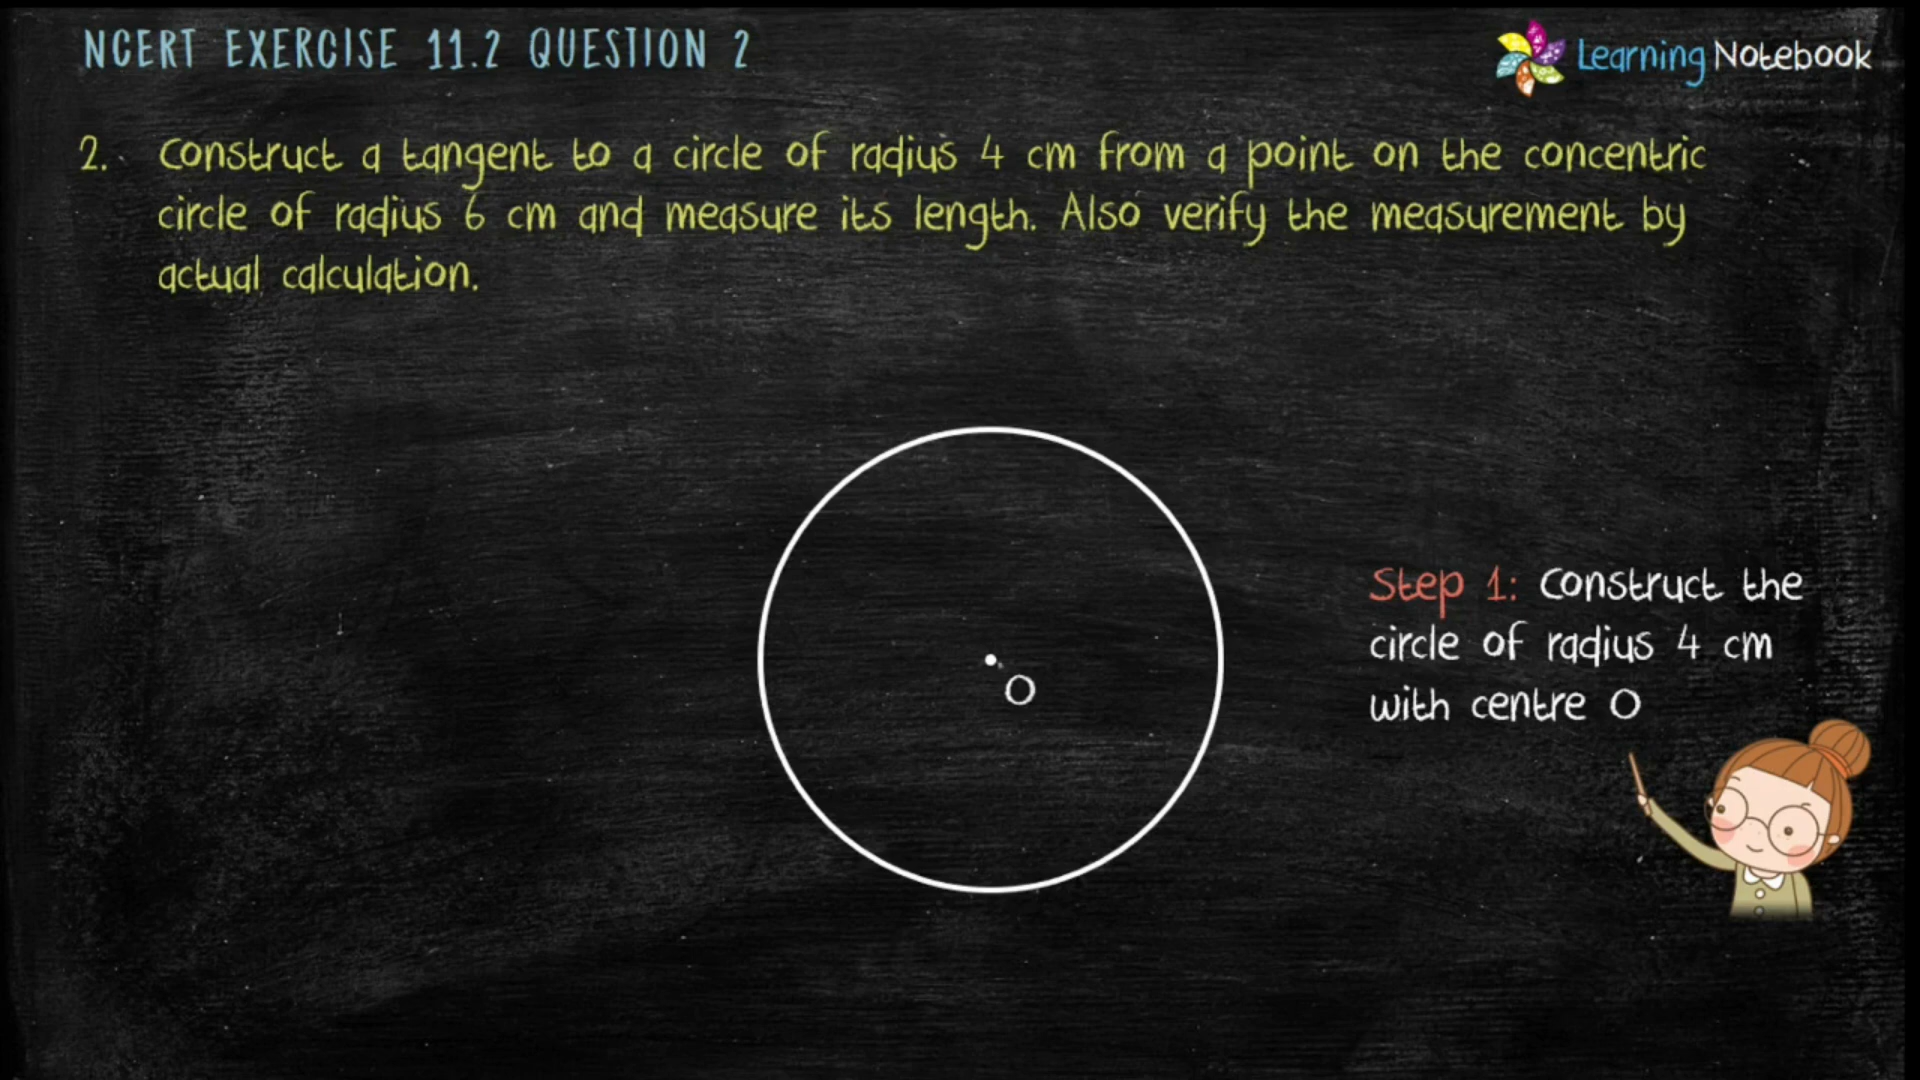 NCERT EXERCISE 11.2 QUESTION 2
Learning Notebook
2. Construct a tangent to a circle of radius 4 cm from a point on the concentric
circle of radius 6 cm and measure its length. Also verify the measurement by
actual calculation.
Step 1: Construct the
circle of radius 4 cm
O
with centre O